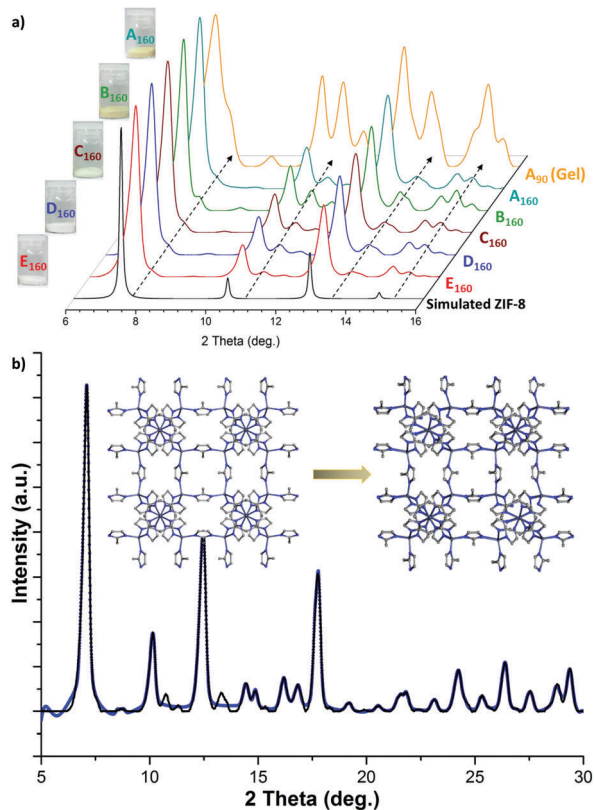 a)
A160
B160
C160
D160
E160
A90 (Gel)
A160
B160
C160
D160
E160
Simulated ZIF-8
6 8 10 12 14 16
2 Theta (deg.)
b)
Intensity (a.u.)
5 10 15 20 25 30
2 Theta (deg.)